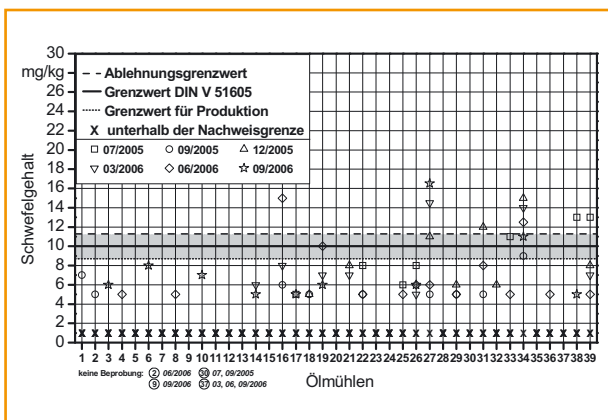 30
mg/kg
26
24
22
20
18
16
14
12
10
8
6
4
2
0
Schwefelgehalt
Ablehnungsgrenzwert
Grenzwert DIN V 51605
Grenzwert für Produktion
X unterhalb der Nachweisgrenze
07/2005 09/2005 12/2005
03/2006 06/2006 09/2006
1 2 3 4 5 6 7 8 9 10 11 12 13 14 15 16 17 18 19 20 21 22 23 24 25 26 27 28 29 30 31 32 33 34 35 36 37 38 39
keine Beprobung: 2 06/2006 30 07, 09/2005
9 09/2006 37 03, 06, 09/2006
Ölmühlen